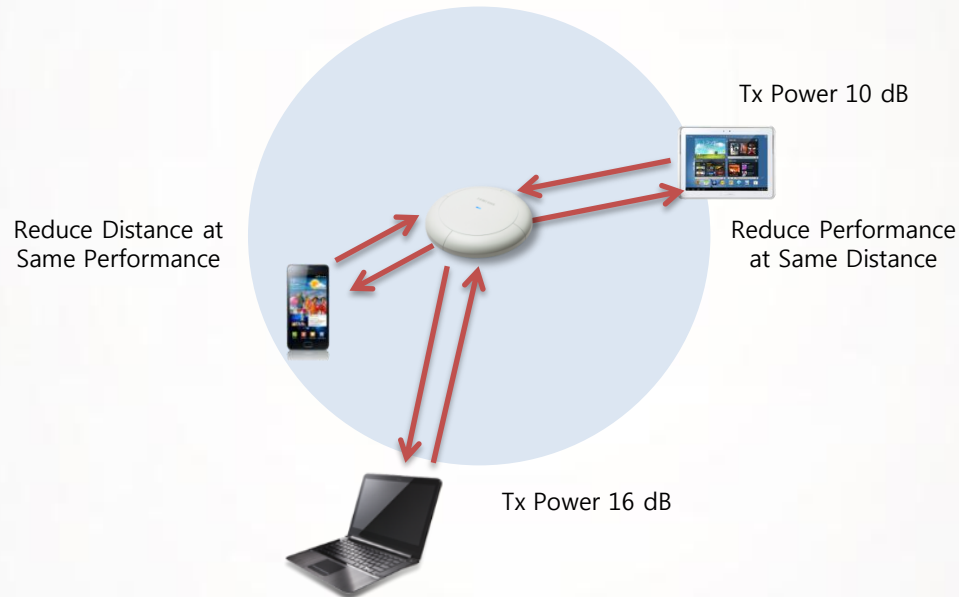 Tx Power 10 dB
Reduce Distance at
Same Performance
Reduce Performance
at Same Distance
Tx Power 16 dB